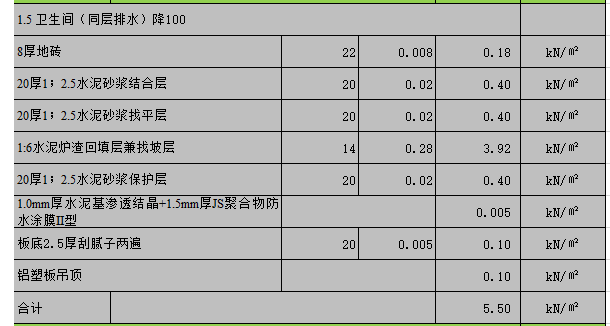 1.5 卫生间（同层排水）降100
8厚地砖 22 0.008 0.18 kN/㎡
20厚1；2.5水泥砂浆结合层 20 0.02 0.40 kN/㎡
20厚1；2.5水泥砂浆找平层 20 0.02 0.40 kN/㎡
1:6水泥炉渣回填层兼找坡层 14 0.28 3.92 kN/㎡
20厚1；2.5水泥砂浆保护层 20 0.02 0.40 kN/㎡
1.0mm厚水泥基渗透结晶+1.5mm厚JS聚合物防
水涂膜II型 0.005 kN/㎡
板底2.5厚刮腻子两遍 20 0.005 0.10 kN/㎡
铝塑板吊顶 0.10 kN/㎡
合计 5.50 kN/㎡